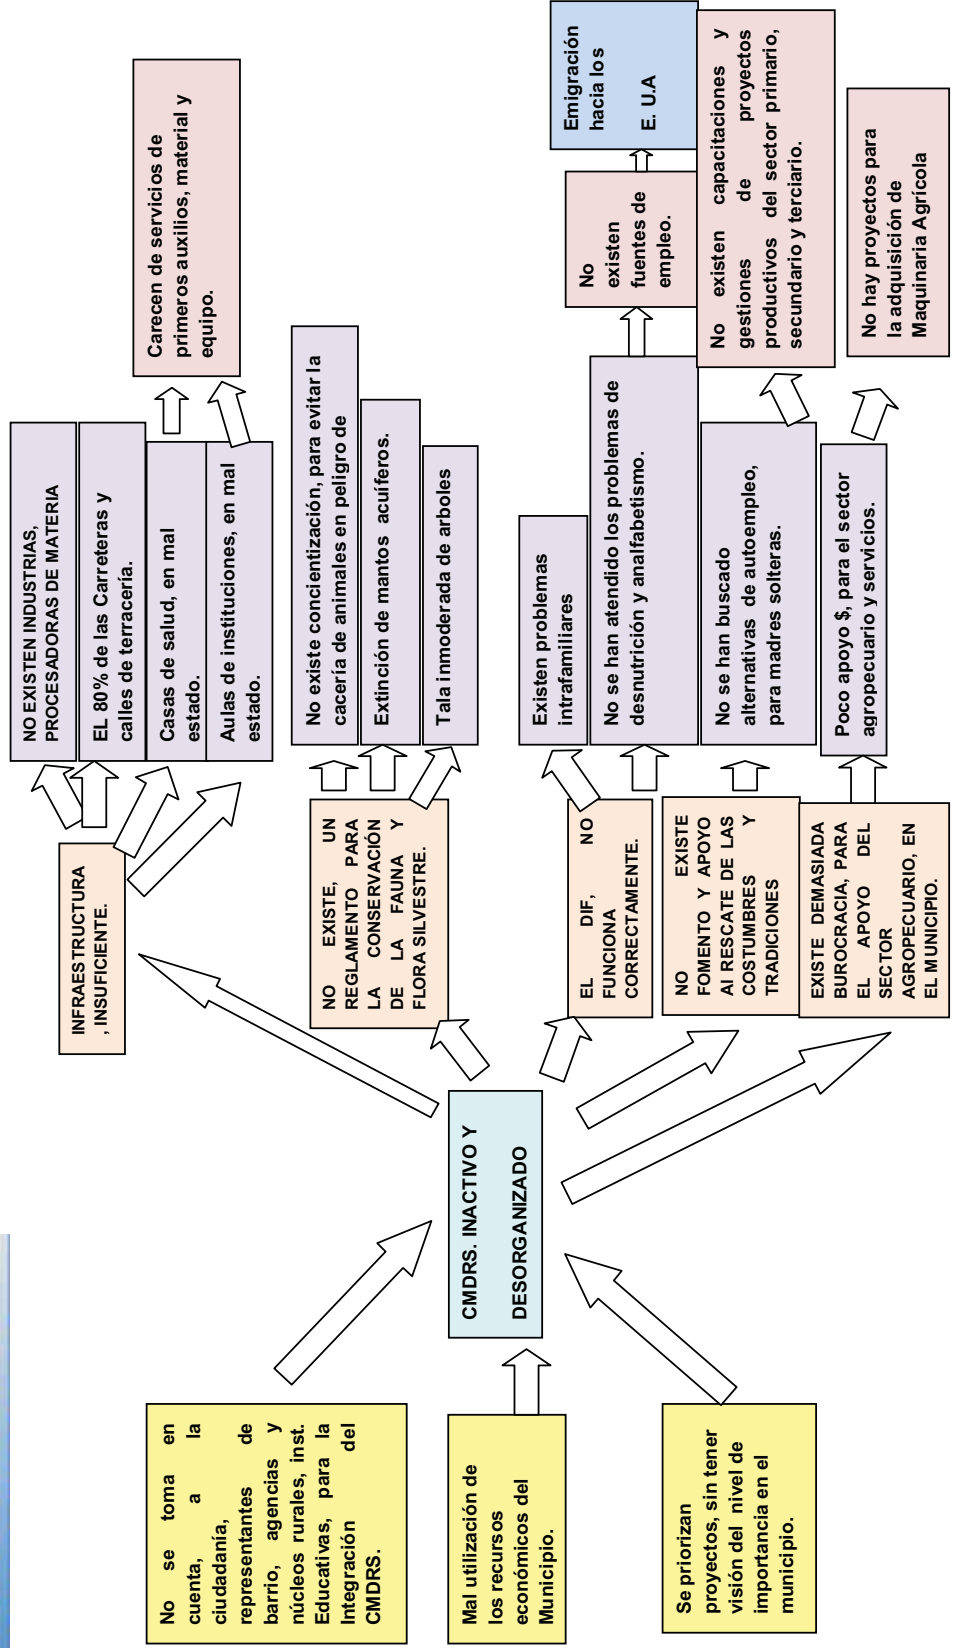 No se toma en
cuenta, a la
ciudadanía,
representantes de
barrio, agencias y
núcleos rurales, inst.
Educativas, para la
Integración del
CMDRS.
Mal utilización de
los recursos
económicos del
Municipio.
Se priorizan
proyectos, sin tener
visión del nivel de
importancia en el
municipio.
CMDRS. INACTIVO Y
DESORGANIZADO
INFRAESTRUCTURA
, INSUFICIENTE.
NO EXISTE, UN
REGLAMENTO PARA
LA CONSERVACIÓN
DE LA FAUNA Y
FLORA SILVESTRE.
EL DIF, NO
FUNCIONA
CORRECTAMENTE.
NO EXISTE
FOMENTO Y APOYO
Al RESCATE DE LAS
COSTUMBRES Y
TRADICIONES
EXISTE DEMASIADA
BUROCRACIA, PARA
EL APOYO DEL
SECTOR
AGROPECUARIO, EN
EL MUNICIPIO.
NO EXISTEN INDUSTRIAS,
PROCESADORAS DE MATERIA
EL 80% de las Carreteras y
calles de terracería.
Casas de salud, en mal
estado.
Aulas de instituciones, en mal
estado.
No existe concientización, para evitar la
cacería de animales en peligro de
Extinción de mantos acuíferos.
Tala inmoderada de arboles
Existen problemas
intrafamiliares
No se han atendido los problemas de
desnutrición y analfabetismo.
No se han buscado
alternativas de autoempleo,
para madres solteras.
Poco apoyo $, para el sector
agropecuario y servicios.
Carecen de servicios de
primeros auxilios, material y
equipo.
No
existen
fuentes de
empleo.
Emigración
hacia los
E. U.A
No existen capacitaciones y
gestiones de proyectos
productivos del sector primario,
secundario y terciario.
No hay proyectos para
la adquisición de
Maquinaria Agrícola